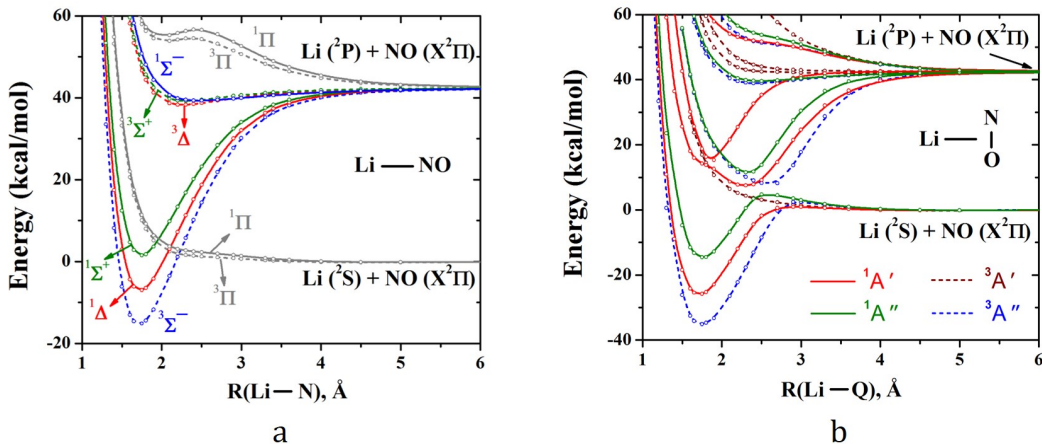 60
40
20
0
-20
Energy (kcal/mol)
¹Π
³Π
Li (²P) + NO (X²Π)
¹Σ⁻
³Σ⁺
³Δ
Li — NO
¹Π
³Π
Li (²S) + NO (X²Π)
¹Σ⁺
¹Δ
³Σ⁻
1 2 3 4 5 6
R(Li — N), Å
a
60
40
20
0
-20
-40
Energy (kcal/mol)
Li (²P) + NO (X²Π)
N
Li — |
O
Li (²S) + NO (X²Π)
¹A′ ³A′
¹A″ ³A″
1 2 3 4 5 6
R(Li — Q), Å
b